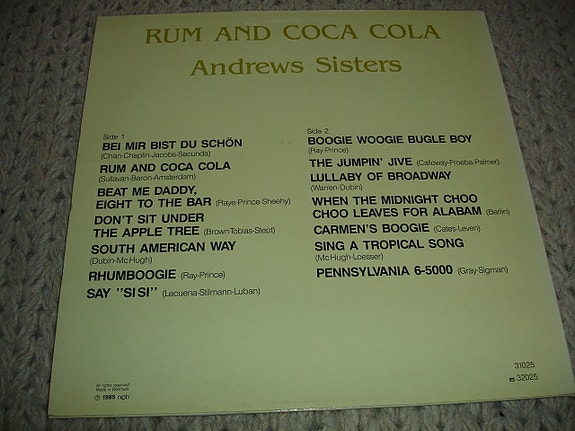 RUM AND COCA COLA
Andrews Sisters
Side 1
BEI MIR BIST DU SCHÖN
(Chan-Chaplin-Jacobs-Secunda)
RUM AND COCA COLA
(Sullavan-Baron-Amsterdam)
BEAT ME DADDY,
EIGHT TO THE BAR (Raye-Prince-Sheehy)
DON'T SIT UNDER
THE APPLE TREE (Brown-Tobias-Stept)
SOUTH AMERICAN WAY
(Dubin-McHugh)
RHUMBOOGIE (Ray-Prince)
SAY "SI SI" (Lecuena-Stilmann-Luban)
Side 2
BOOGIE WOOGIE BUGLE BOY
(Ray-Prince)
THE JUMPIN' JIVE (Calloway-Froeba-Palmer)
LULLABY OF BROADWAY
(Warren-Dubin)
WHEN THE MIDNIGHT CHOO
CHOO LEAVES FOR ALABAM (Berlin)
CARMEN'S BOOGIE (Cates-Leven)
SING A TROPICAL SONG
(McHugh-Loesser)
PENNSYLVANIA 6-5000 (Gray-Sigman)
All rights reserved
Made in Denmark
℗ 1985 
31025
32025